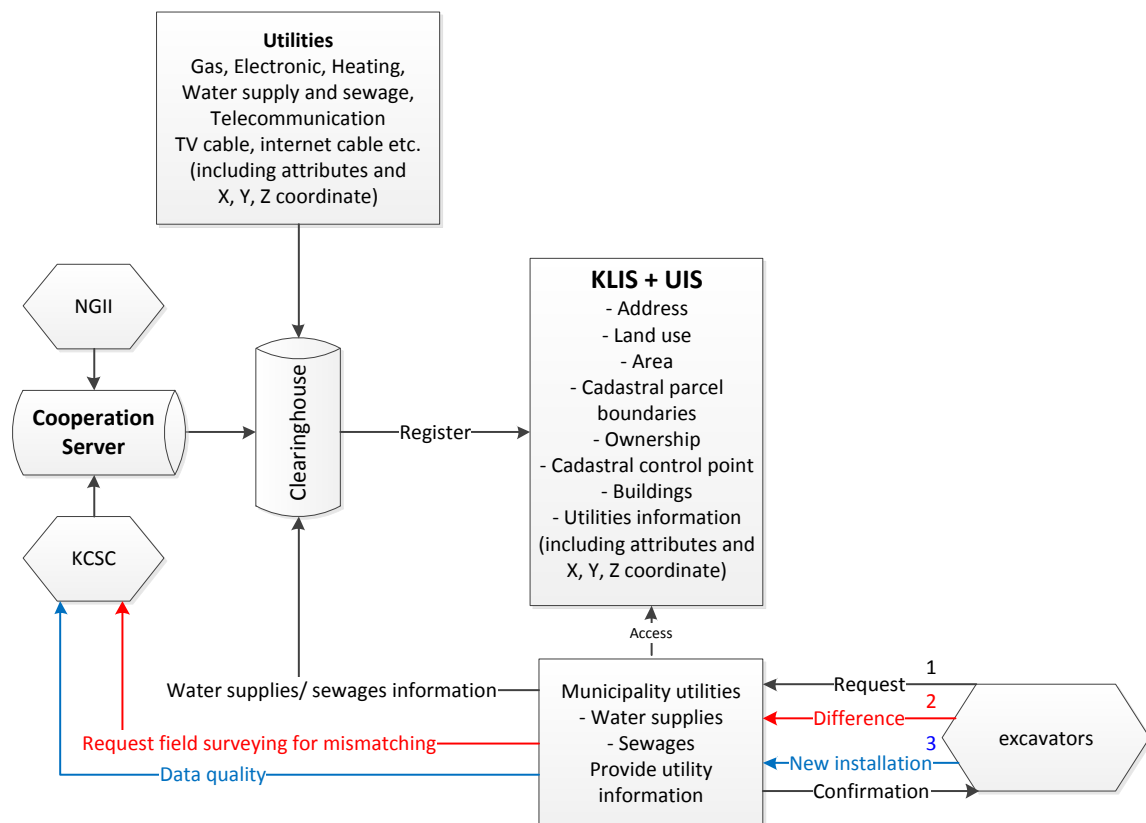 Utilities
Gas, Electronic, Heating,
Water supply and sewage,
Telecommunication
TV cable, internet cable etc.
(including attributes and
X, Y, Z coordinate)
NGII
Cooperation
Server
KCSC
Clearinghouse
Register
KLIS + UIS
- Address
- Land use
- Area
- Cadastral parcel
boundaries
- Ownership
- Cadastral control point
- Buildings
- Utilities information
(including attributes and
X, Y, Z coordinate)
Access
Water supplies/ sewages information
Request field surveying for mismatching
Data quality
Municipality utilities
- Water supplies
- Sewages
Provide utility
information
1
Request
2
Difference
3
New installation
Confirmation
excavators